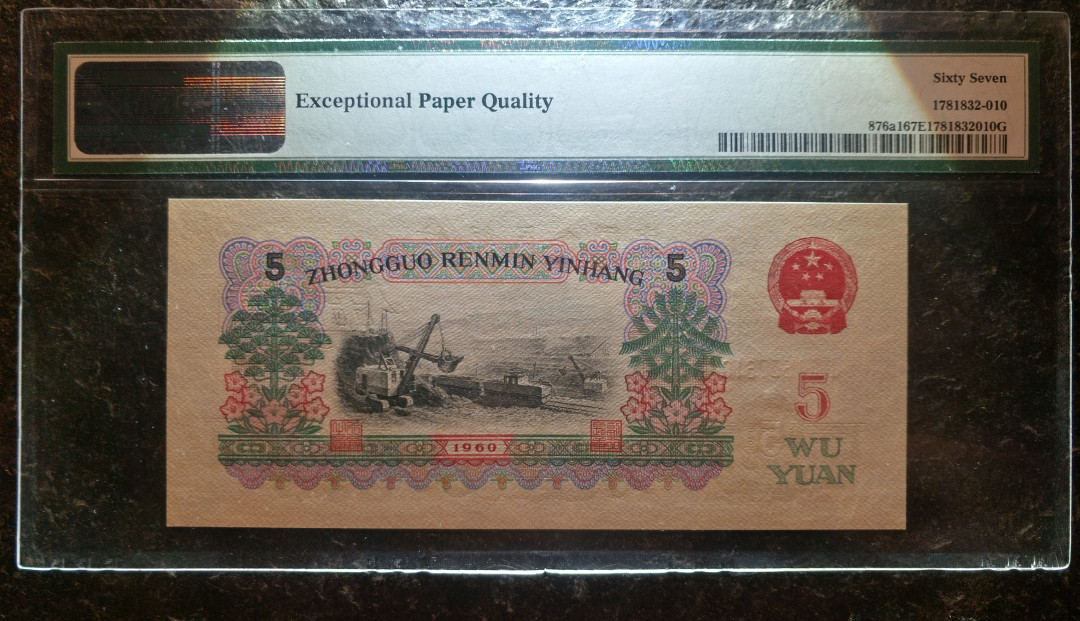 Exceptional Paper Quality
Sixty Seven
1781832-010
876a167E1781832010G
5 ZHONGGUO RENMIN YINHANG 5
1960
5
WU
YUAN